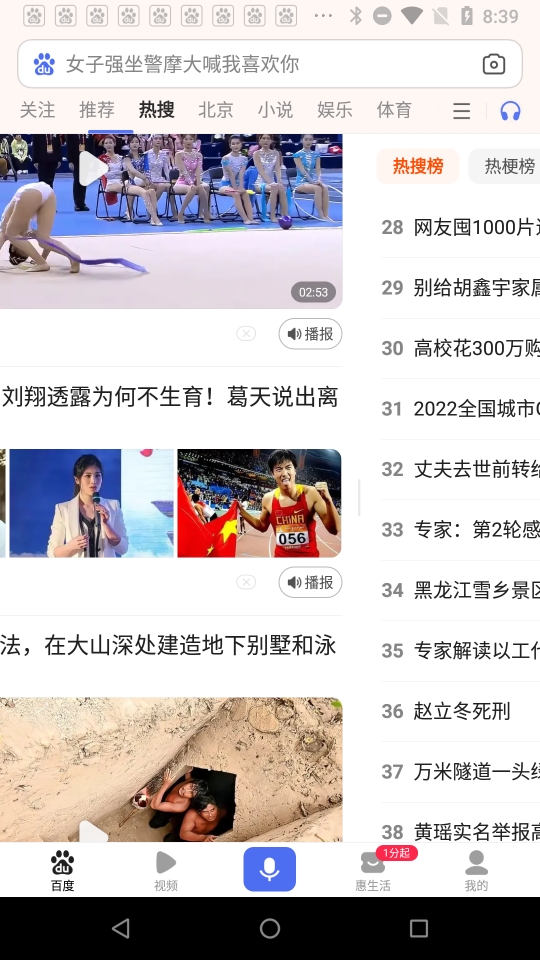 8:39
女子强坐警摩大喊我喜欢你
关注 推荐 热搜 北京 小说 娱乐 体育
02:53
播报
刘翔透露为何不生育！葛天说出离
CHINA
056
播报
法，在大山深处建造地下别墅和泳
热搜榜 热梗榜
28 网友囤1000片
29 别给胡鑫宇家属
30 高校花300万购
31 2022全国城市
32 丈夫去世前转给
33 专家：第2轮感
34 黑龙江雪乡景区
35 专家解读以工代
36 赵立冬死刑
37 万米隧道一头绿
38 黄瑶实名举报高
1分起
百度 视频 惠生活 我的